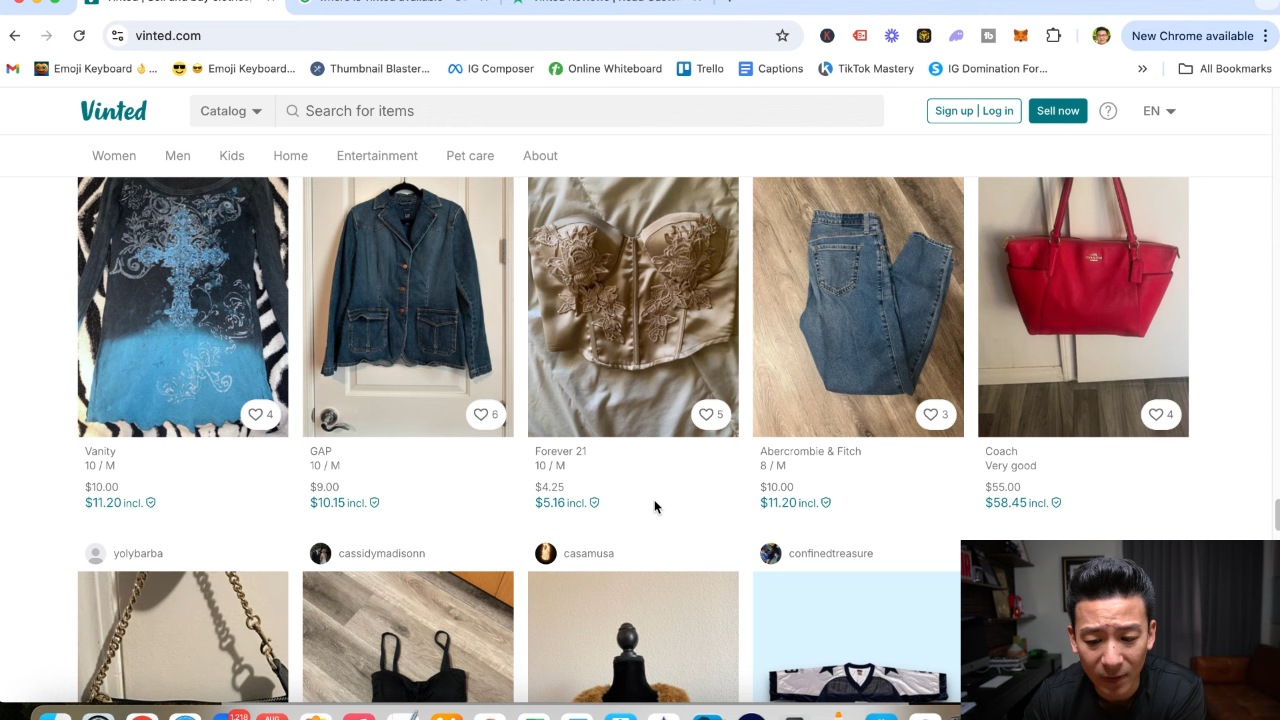 vinted.com
New Chrome available
Emoji Keyboard 👌 ...
😎 Emoji Keyboard...
Thumbnail Blaster...
IG Composer
Online Whiteboard
Trello
Captions
TikTok Mastery
IG Domination For...
»
All Bookmarks
Vinted
Catalog
Search for items
Sign up | Log in
Sell now
?
EN
Women
Men
Kids
Home
Entertainment
Pet care
About
4
6
5
3
4
Vanity
10 / M
$10.00
$11.20 incl.
GAP
10 / M
$9.00
$10.15 incl.
Forever 21
10 / M
$4.25
$5.16 incl.
Abercrombie & Fitch
8 / M
$10.00
$11.20 incl.
Coach
Very good
$55.00
$58.45 incl.
yolybarba
cassidymadisonn
casamusa
confinedtreasure
1,218
AUG